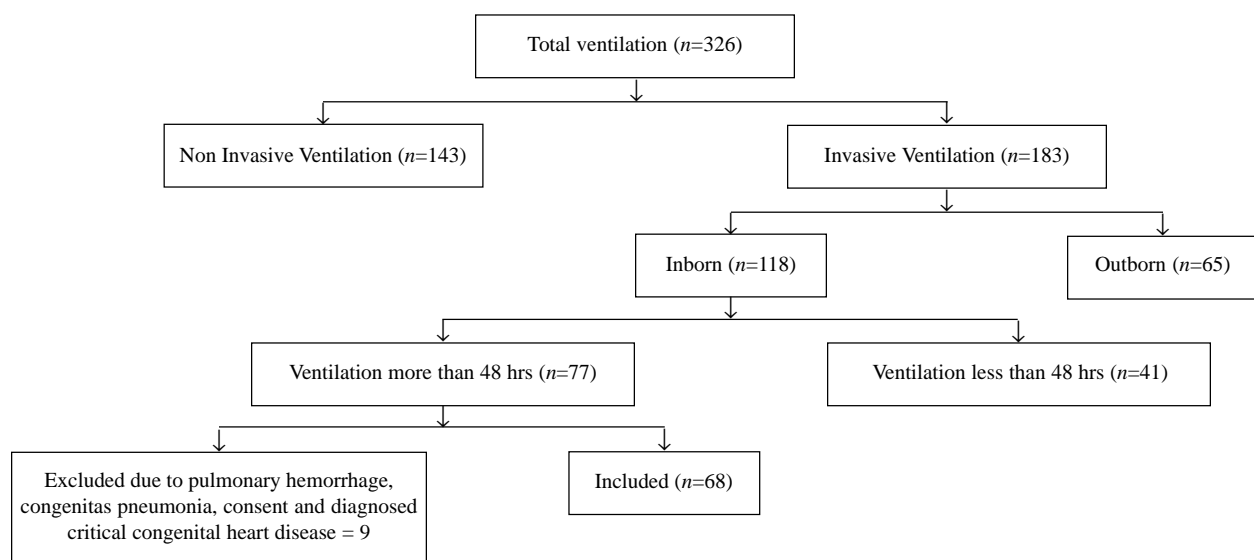 Total ventilation (n=326)
Non Invasive Ventilation (n=143)
Invasive Ventilation (n=183)
Inborn (n=118)
Outborn (n=65)
Ventilation more than 48 hrs (n=77)
Ventilation less than 48 hrs (n=41)
Excluded due to pulmonary hemorrhage,
congenitas pneumonia, consent and diagnosed
critical congenital heart disease = 9
Included (n=68)